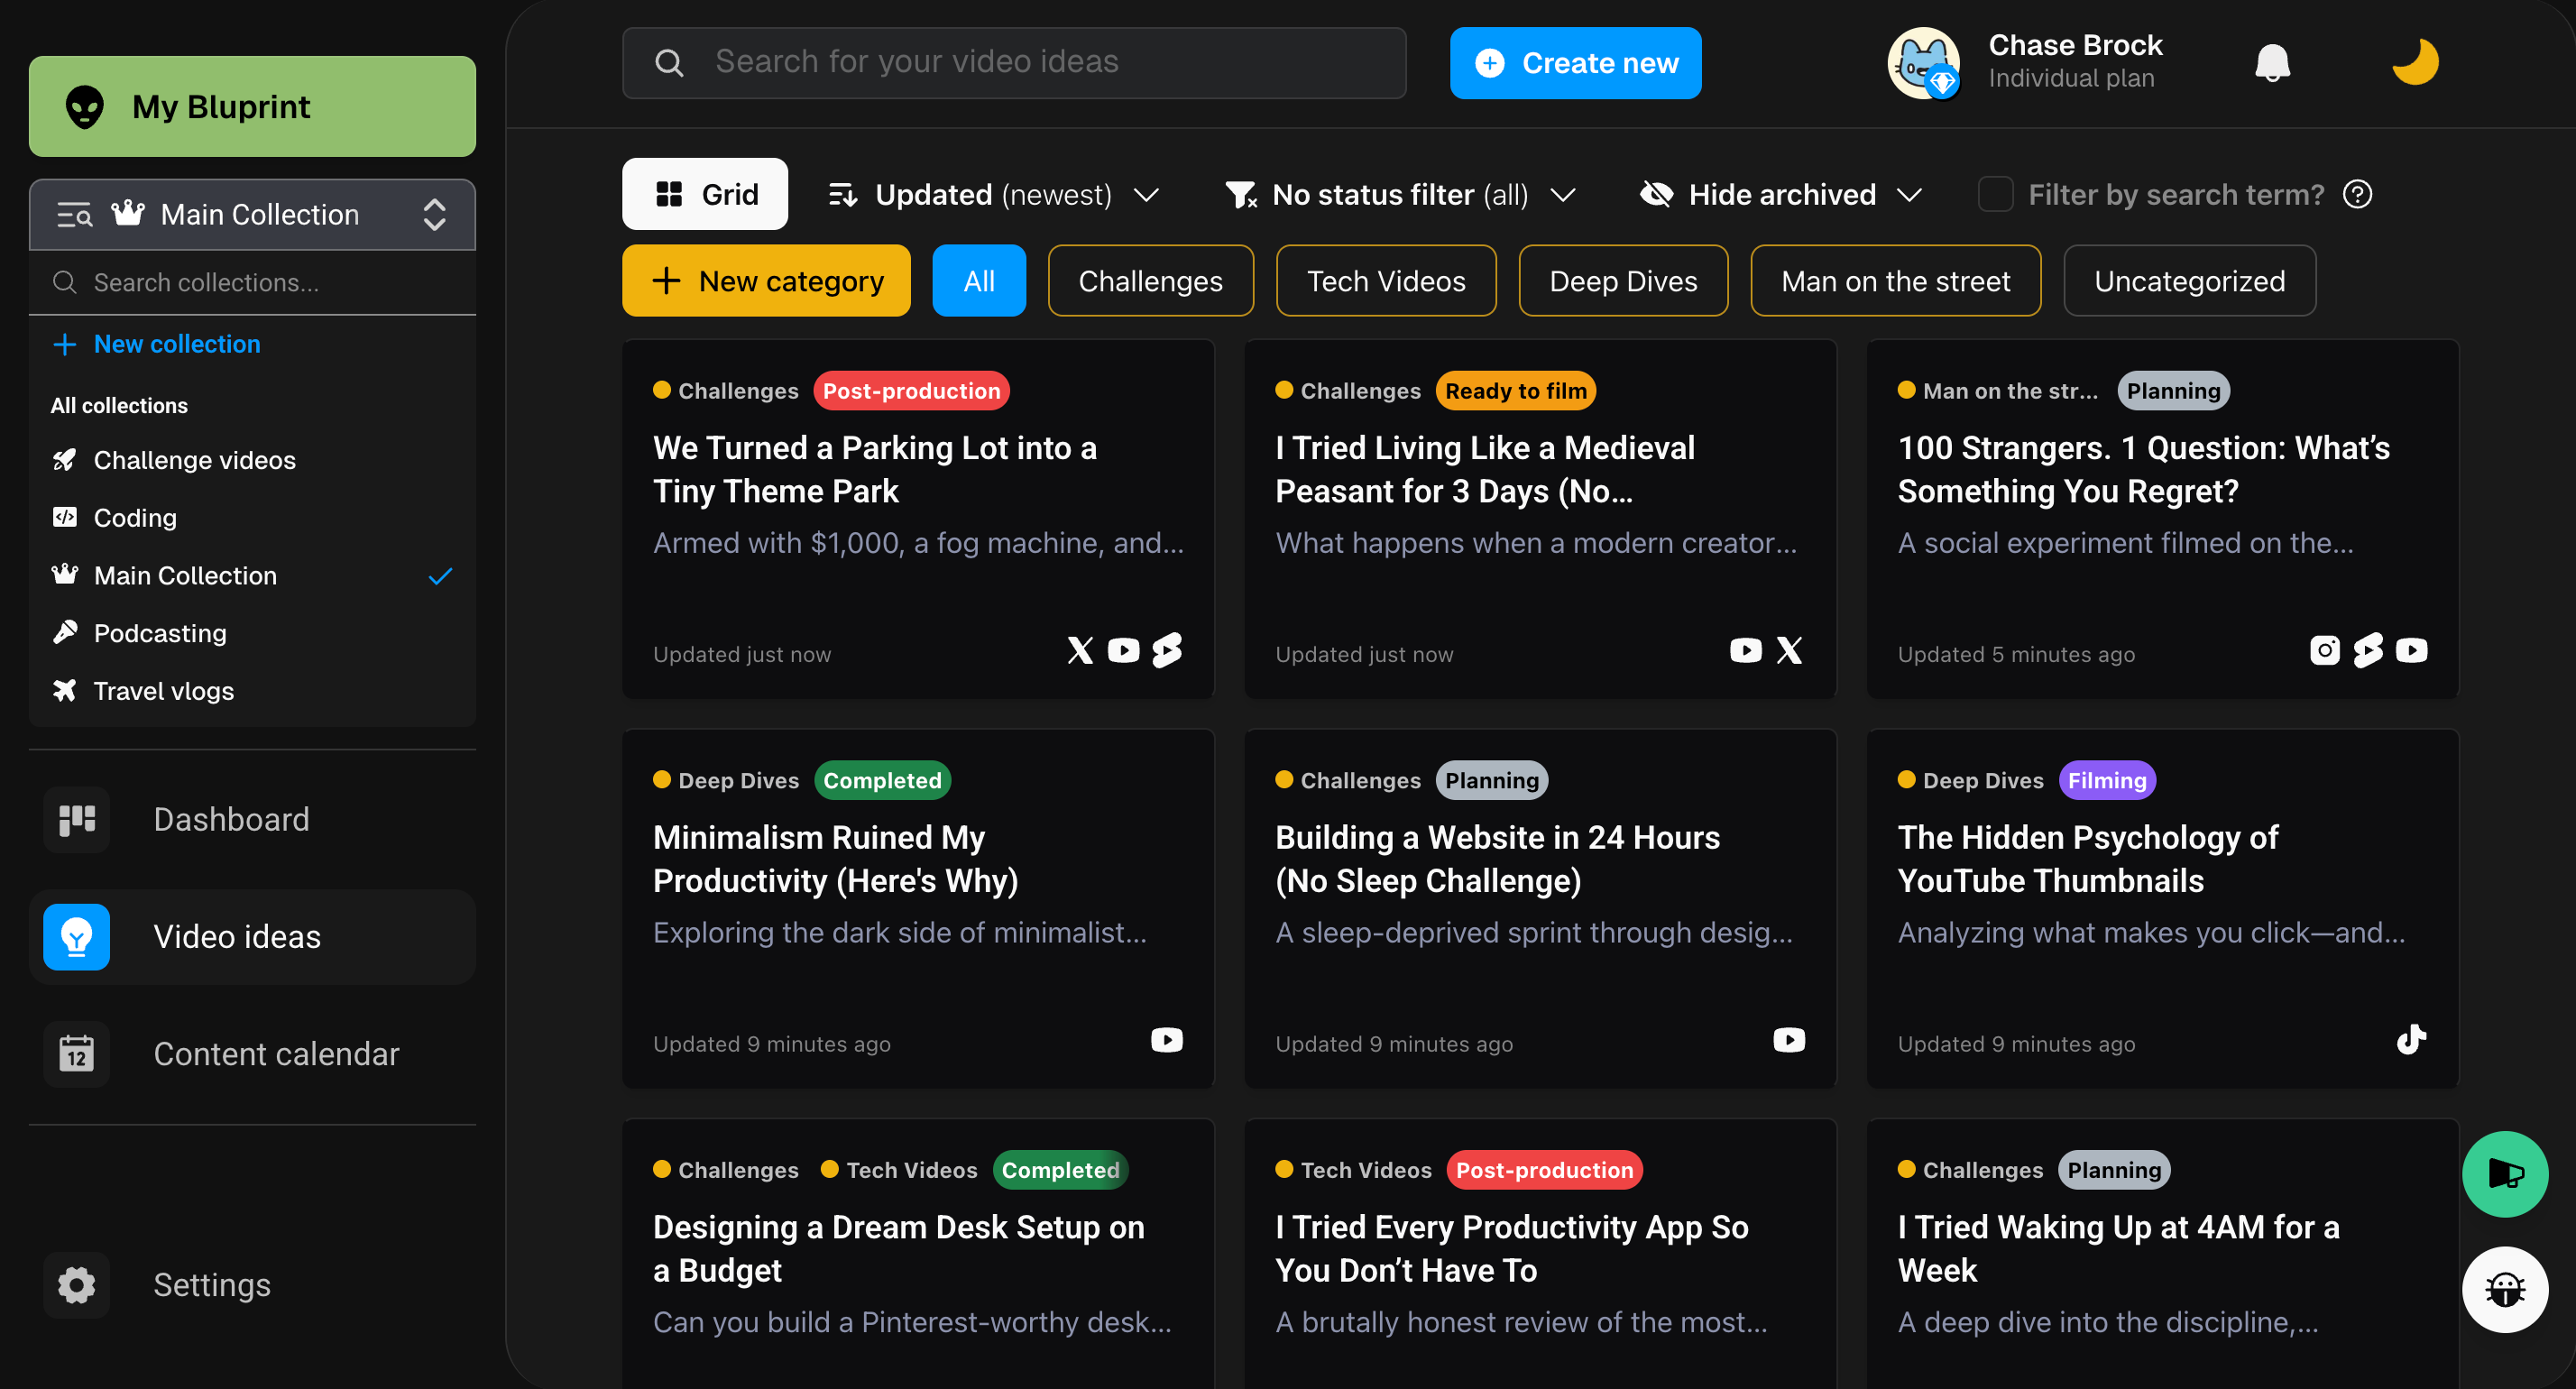 My Bluprint
Main Collection
Search collections...
New collection
All collections
Challenge videos
Coding
Main Collection
Podcasting
Travel vlogs
Dashboard
Video ideas
12
Content calendar
Settings
Search for your video ideas
Create new
Chase Brock
Individual plan
Grid
Updated (newest)
No status filter (all)
Hide archived
Filter by search term?
New category
All
Challenges
Tech Videos
Deep Dives
Man on the street
Uncategorized
Challenges Post-production
We Turned a Parking Lot into a
Tiny Theme Park
Armed with $1,000, a fog machine, and...
Updated just now
Challenges Ready to film
I Tried Living Like a Medieval
Peasant for 3 Days (No...
What happens when a modern creator...
Updated just now
Man on the str... Planning
100 Strangers. 1 Question: What’s
Something You Regret?
A social experiment filmed on the...
Updated 5 minutes ago
Deep Dives Completed
Minimalism Ruined My
Productivity (Here's Why)
Exploring the dark side of minimalist...
Updated 9 minutes ago
Challenges Planning
Building a Website in 24 Hours
(No Sleep Challenge)
A sleep-deprived sprint through desig...
Updated 9 minutes ago
Deep Dives Filming
The Hidden Psychology of
YouTube Thumbnails
Analyzing what makes you click—and...
Updated 9 minutes ago
Challenges Tech Videos Completed
Designing a Dream Desk Setup on
a Budget
Can you build a Pinterest-worthy desk...
Tech Videos Post-production
I Tried Every Productivity App So
You Don’t Have To
A brutally honest review of the most...
Challenges Planning
I Tried Waking Up at 4AM for a
Week
A deep dive into the discipline,...